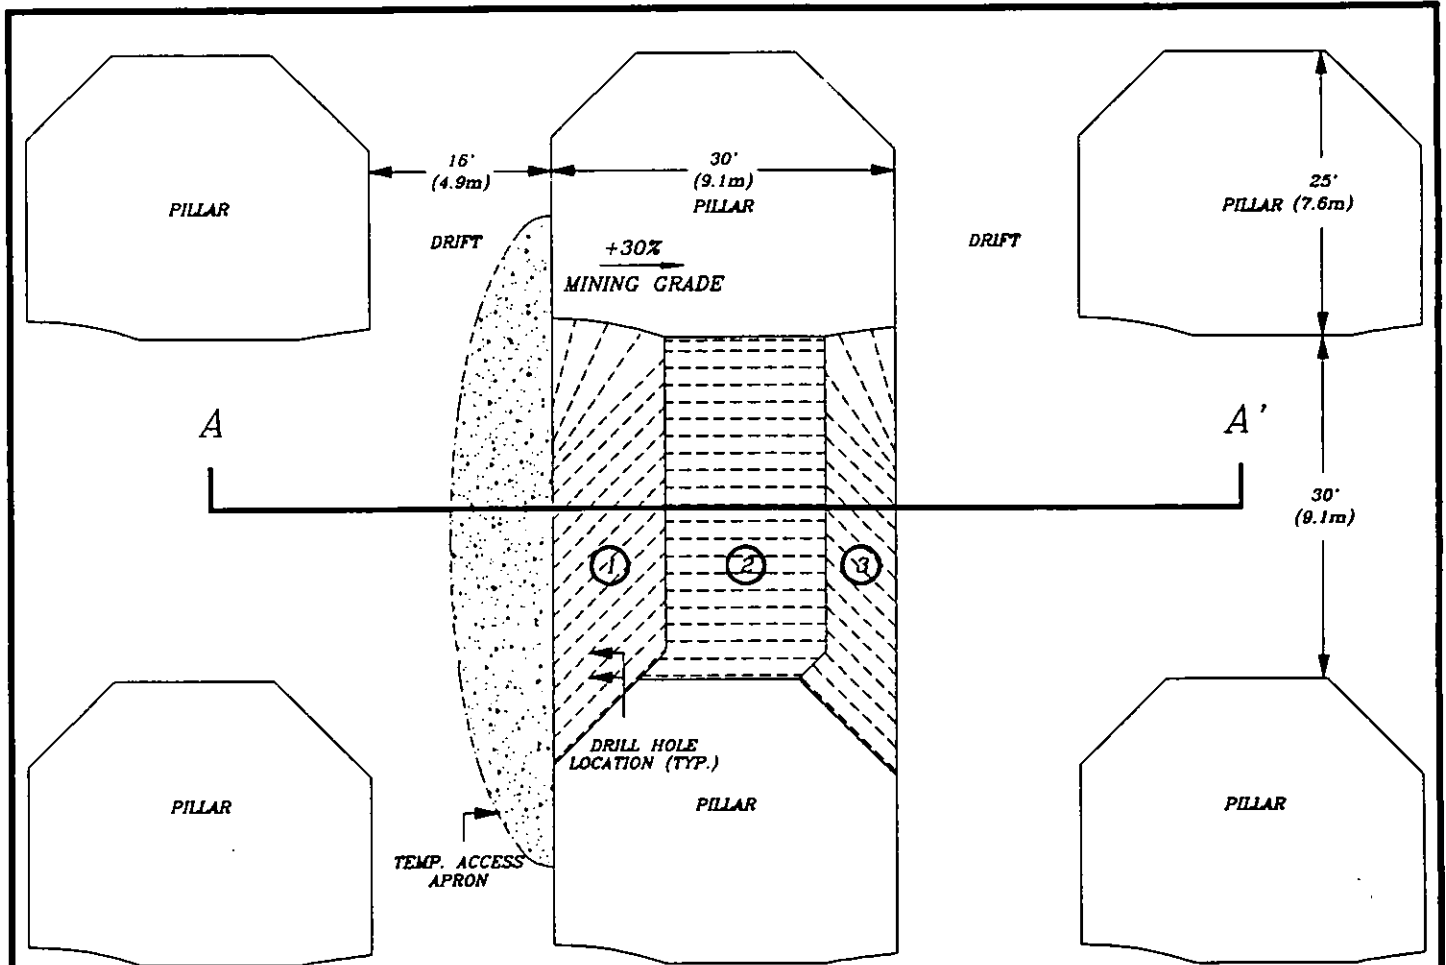 16'
(4.9m)
30'
(9.1m)
PILLAR
PILLAR
25'
PILLAR (7.6m)
DRIFT
DRIFT
+30%
MINING GRADE
A
A'
30'
(9.1m)
1
2
3
DRILL HOLE
LOCATION (TYP.)
PILLAR
PILLAR
PILLAR
TEMP. ACCESS
APRON